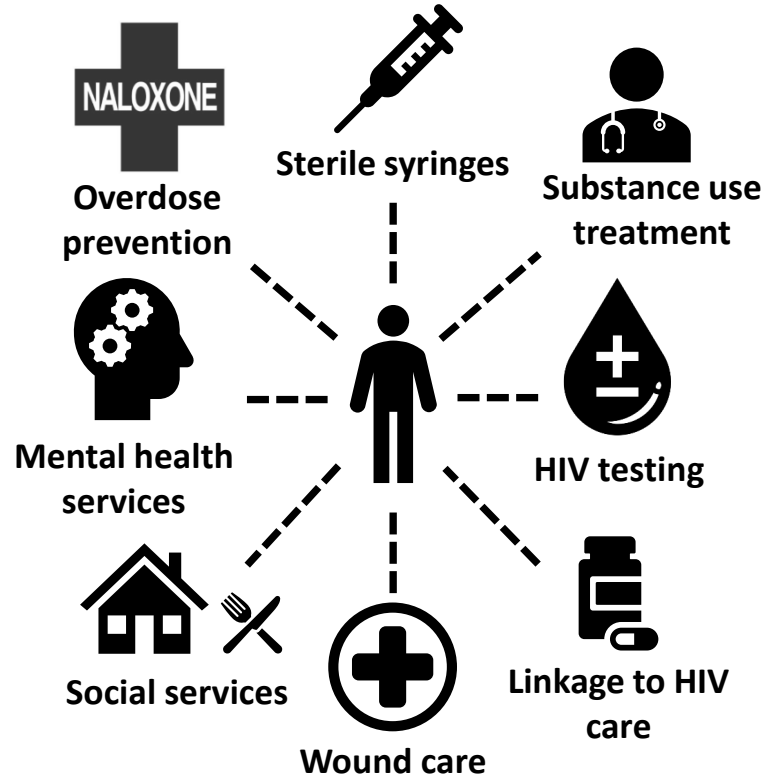 NALOXONE
Overdose
prevention
Sterile syringes
Substance use
treatment
Mental health
services
HIV testing
Social services
Wound care
Linkage to HIV
care